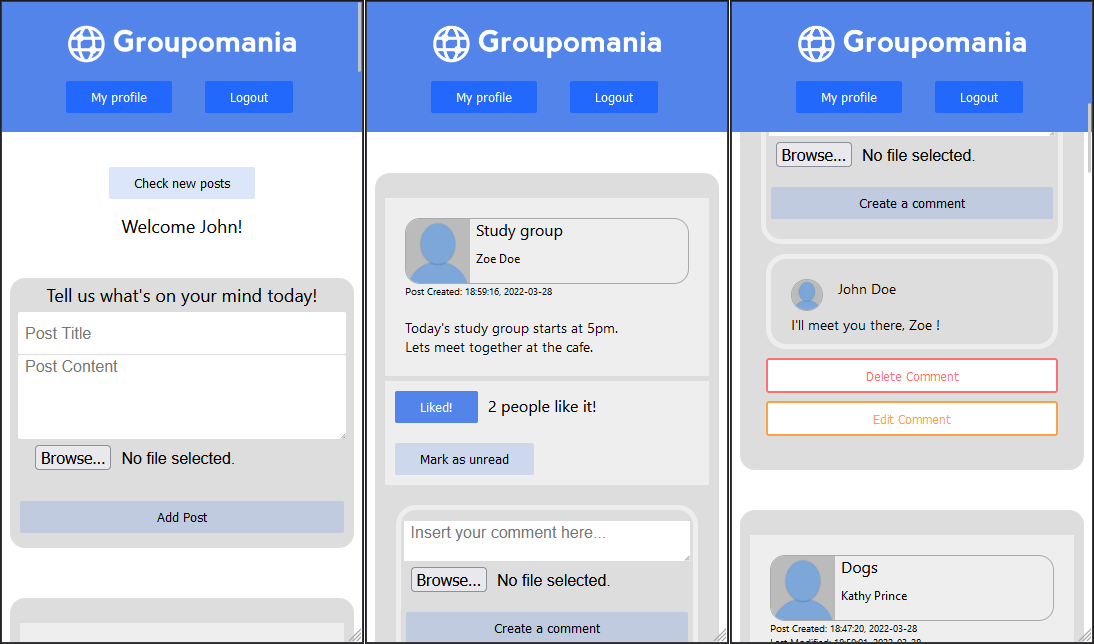 Groupomania
My profile
Logout
Check new posts
Welcome John!
Tell us what's on your mind today!
Post Title
Post Content
Browse... No file selected.
Add Post
Groupomania
My profile
Logout
Study group
Zoe Doe
Post Created: 18:59:16, 2022-03-28
Today's study group starts at 5pm.
Lets meet together at the cafe.
Liked! 2 people like it!
Mark as unread
Insert your comment here...
Browse... No file selected.
Create a comment
Groupomania
My profile
Logout
Browse... No file selected.
Create a comment
John Doe
I'll meet you there, Zoe !
Delete Comment
Edit Comment
Dogs
Kathy Prince
Post Created: 18:47:20, 2022-03-28